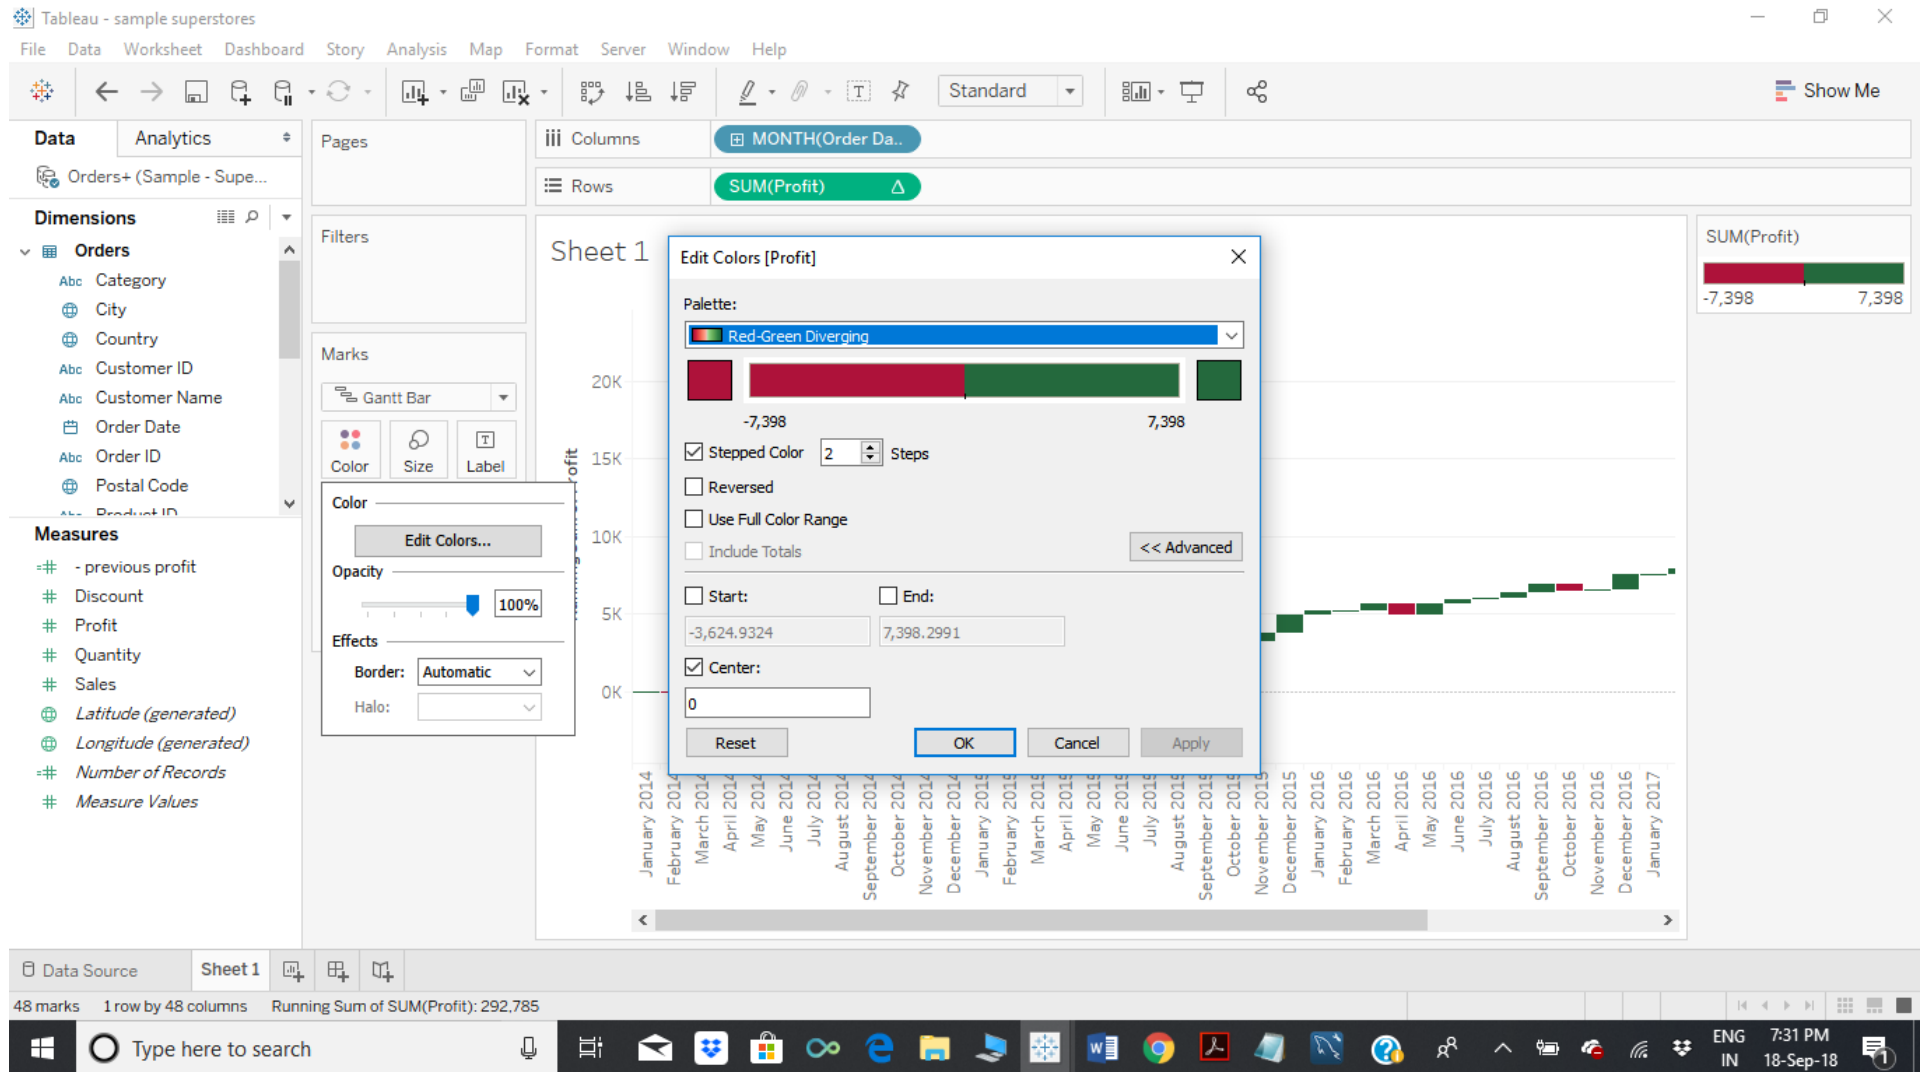 Tableau - sample superstores
File Data Worksheet Dashboard Story Analysis Map Format Server Window Help
Standard
Show Me
Data
Analytics
Pages
Columns
MONTH(Order Da..
Orders+ (Sample - Supe...
Rows
SUM(Profit) Δ
Dimensions
Filters
Orders
Abc Category
City
Country
Abc Customer ID
Abc Customer Name
Order Date
Abc Order ID
Postal Code
Abc Product ID
Measures
- previous profit
Discount
Profit
Quantity
Sales
Latitude (generated)
Longitude (generated)
Number of Records
Measure Values
Marks
Gantt Bar
Color
Size
Label
Color
Edit Colors...
Opacity
100%
Effects
Border: Automatic
Halo:
Sheet 1
20K
15K
10K
5K
0K
Edit Colors [Profit]
Palette:
Red-Green Diverging
-7,398
7,398
Stepped Color 2 Steps
Reversed
Use Full Color Range
Include Totals
<< Advanced
Start:
End:
-3,624.9324
7,398.2991
Center:
0
Reset
OK
Cancel
Apply
SUM(Profit)
-7,398
7,398
January 2014
February 2014
March 2014
April 2014
May 2014
June 2014
July 2014
August 2014
September 2014
October 2014
November 2014
December 2014
January 2015
February 2015
March 2015
April 2015
May 2015
June 2015
July 2015
August 2015
September 2015
October 2015
November 2015
December 2015
January 2016
February 2016
March 2016
April 2016
May 2016
June 2016
July 2016
August 2016
September 2016
October 2016
November 2016
December 2016
January 2017
Data Source
Sheet 1
48 marks 1 row by 48 columns Running Sum of SUM(Profit): 292,785
Type here to search
ENG
IN
7:31 PM
18-Sep-18
1